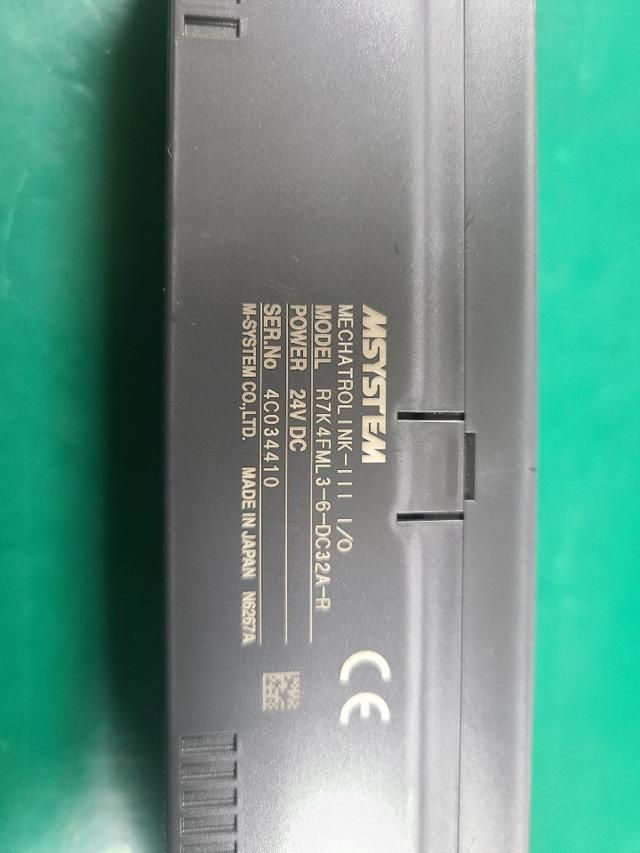 MSYSTEM
MECHATROLINK-III I/O
MODEL R7K4FML3-6-DC32A-R
POWER 24V DC
SER.No 4C034410
M-SYSTEM CO.,LTD. MADE IN JAPAN N6267A
CE